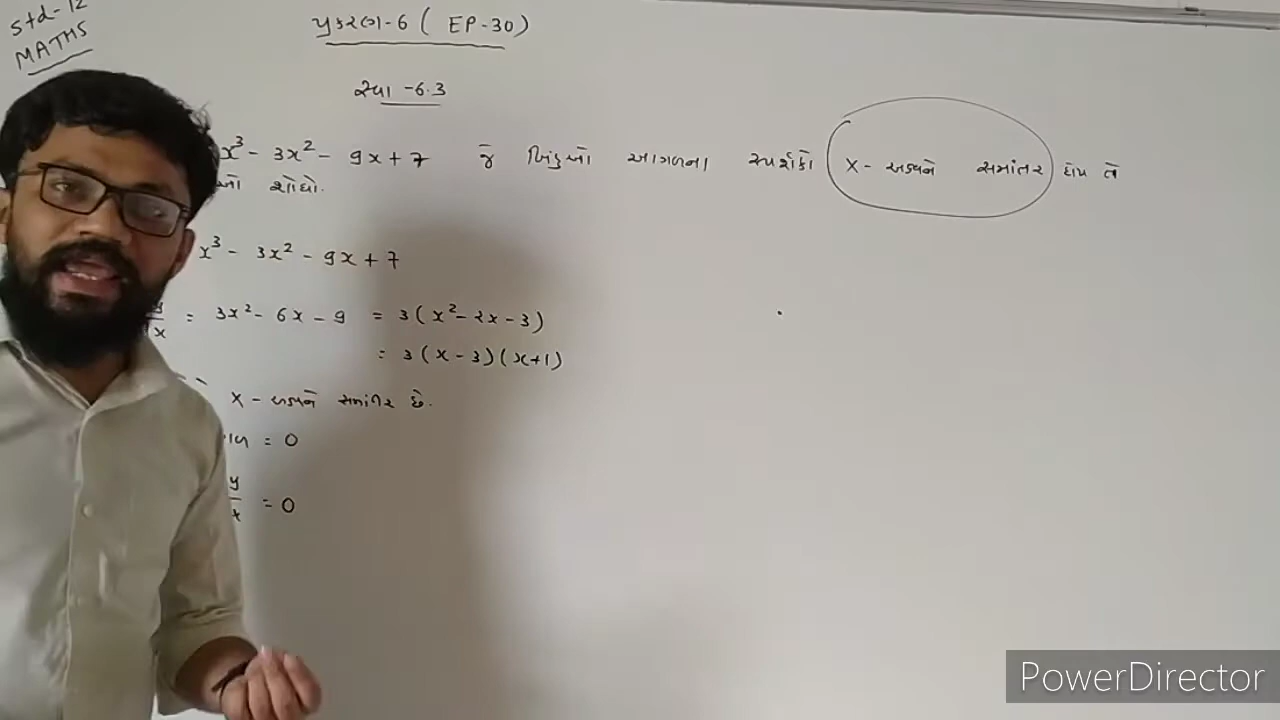 std-12
MATHS
પ્રકરણ-6 ( EP-30)
સ્વા -6.3
x³ - 3x² - 9x + 7 જે બિંદુઓ આગળના સ્પર્શકો x - અક્ષને સમાંતર હોય તે
ઓ શોધો.
x³ - 3x² - 9x + 7
= 3x² - 6x - 9 = 3(x² - 2x - 3)
= 3(x - 3)(x+1)
x - અક્ષને સમાંતર છે.
= 0
y/x = 0
PowerDirector